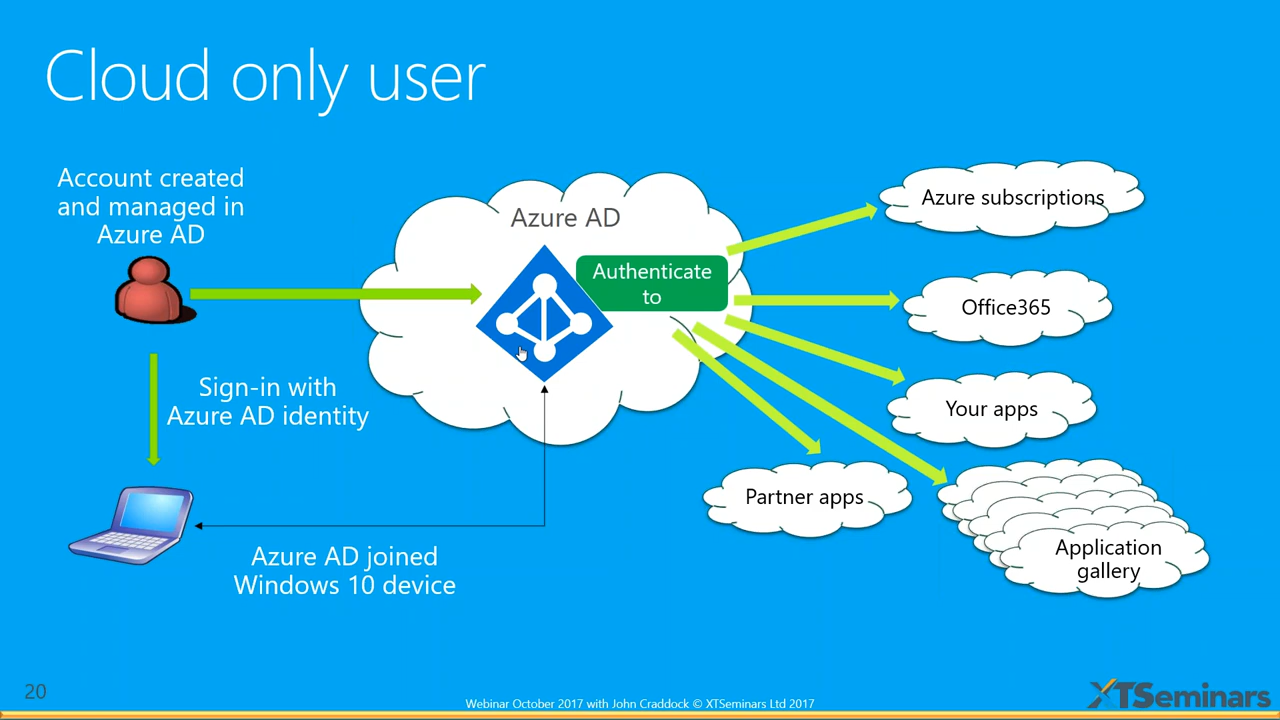 Cloud only user
Account created
and managed in
Azure AD
Azure AD
Authenticate
to
Azure subscriptions
Office365
Your apps
Sign-in with
Azure AD identity
Partner apps
Application
gallery
Azure AD joined
Windows 10 device
20
Webinar October 2017 with John Craddock © XTSeminars Ltd 2017
XTSeminars